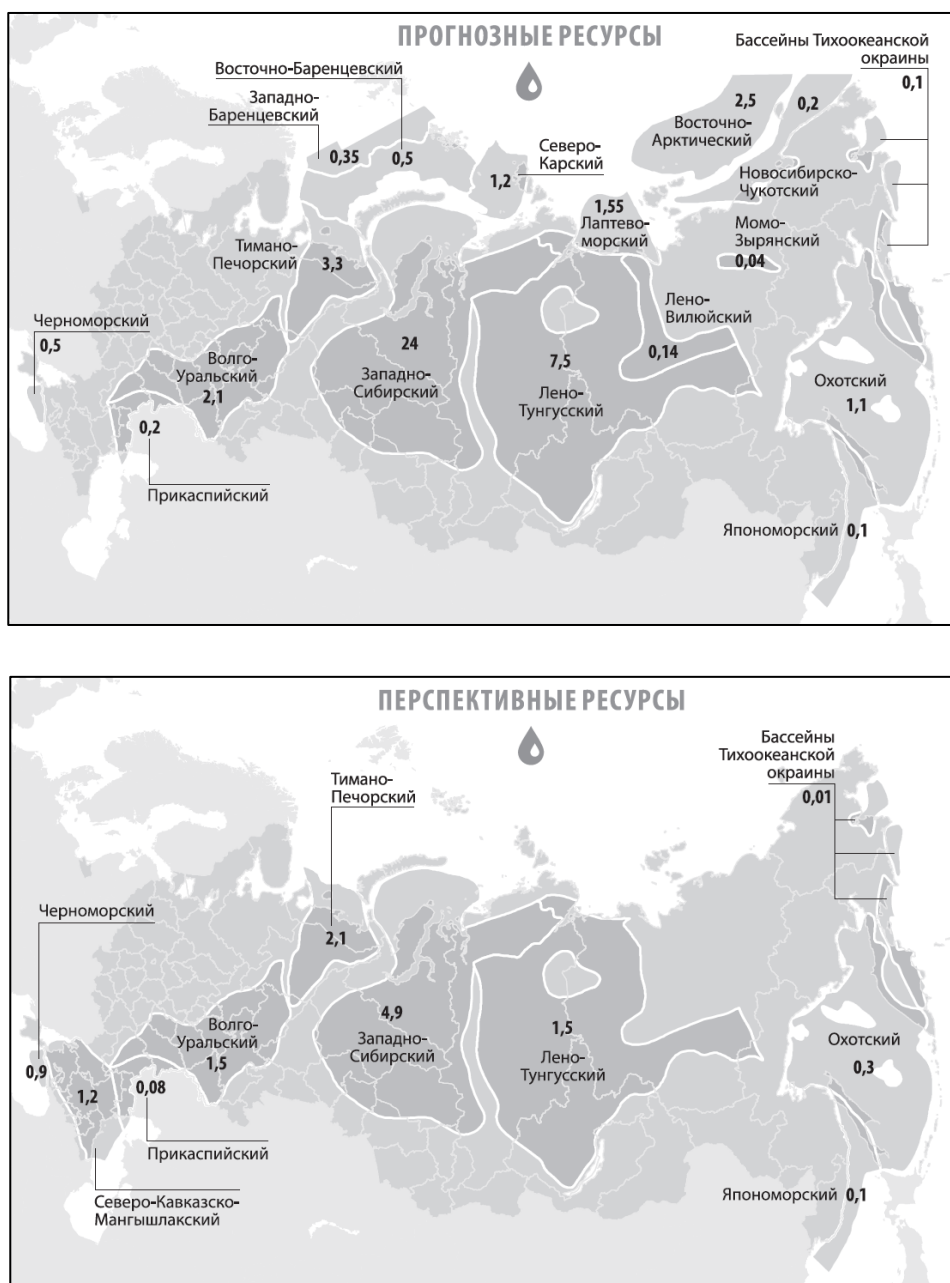 ПРОГНОЗНЫЕ РЕСУРСЫ
Бассейны Тихоокеанской
окраины
0,1
Восточно-Баренцевский
Западно-
Баренцевский
0,35
0,5
Северо-
Карский
1,2
2,5
Восточно-
Арктический
0,2
Новосибирско-
Чукотский
1,55
Лаптево-
морский
Момо-
Зырянский
0,04
Тимано-
Печорский
3,3
Черноморский
0,5
Волго-
Уральский
2,1
24
Западно-
Сибирский
7,5
Лено-
Тунгусский
Лено-
Вилюйский
0,14
Охотский
1,1
0,2
Прикаспийский
Япономорский 0,1
ПЕРСПЕКТИВНЫЕ РЕСУРСЫ
Бассейны
Тихоокеанской
окраины
0,01
Тимано-
Печорский
2,1
Черноморский
0,9
Волго-
Уральский
1,5
4,9
Западно-
Сибирский
1,5
Лено-
Тунгусский
Охотский
0,3
1,2
0,08
Прикаспийский
Северо-Кавказско-
Мангышлакский
Япономорский 0,1